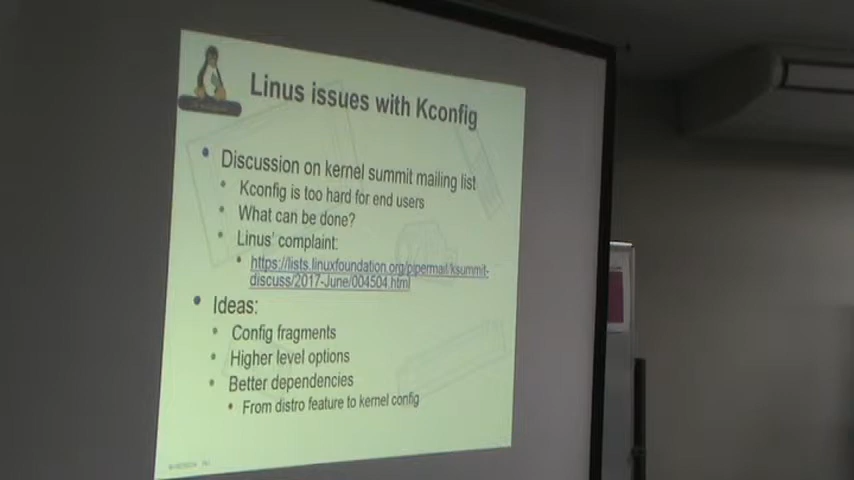 Linus issues with Kconfig
Discussion on kernel summit mailing list
Kconfig is too hard for end users
What can be done?
Linus' complaint:
https://lists.linuxfoundation.org/pipermail/ksummit-
discuss/2017-June/004504.html
Ideas:
Config fragments
Higher level options
Better dependencies
From distro feature to kernel config